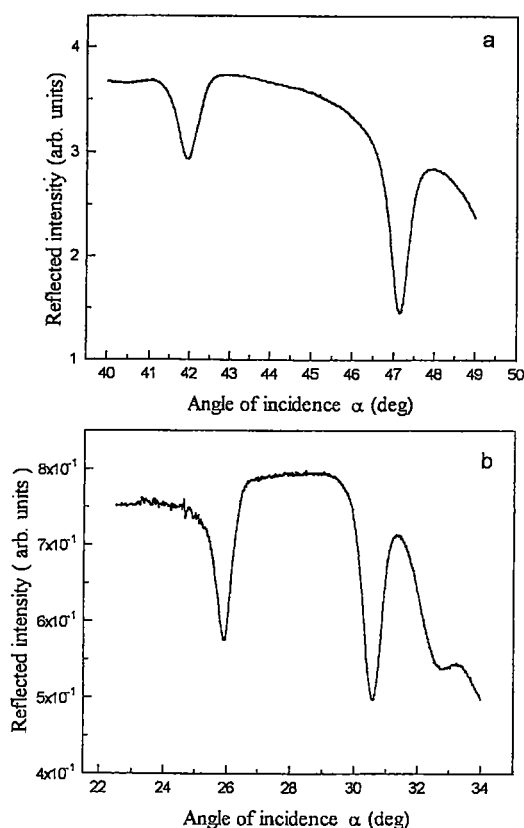 a
4
3
2
1
Reflected intensity (arb. units)
40 41 42 43 44 45 46 47 48 49 50
Angle of incidence α (deg)
b
8x10⁻¹
7x10⁻¹
6x10⁻¹
5x10⁻¹
4x10⁻¹
Reflected intensity ( arb. units )
22 24 26 28 30 32 34
Angle of incidence α (deg)